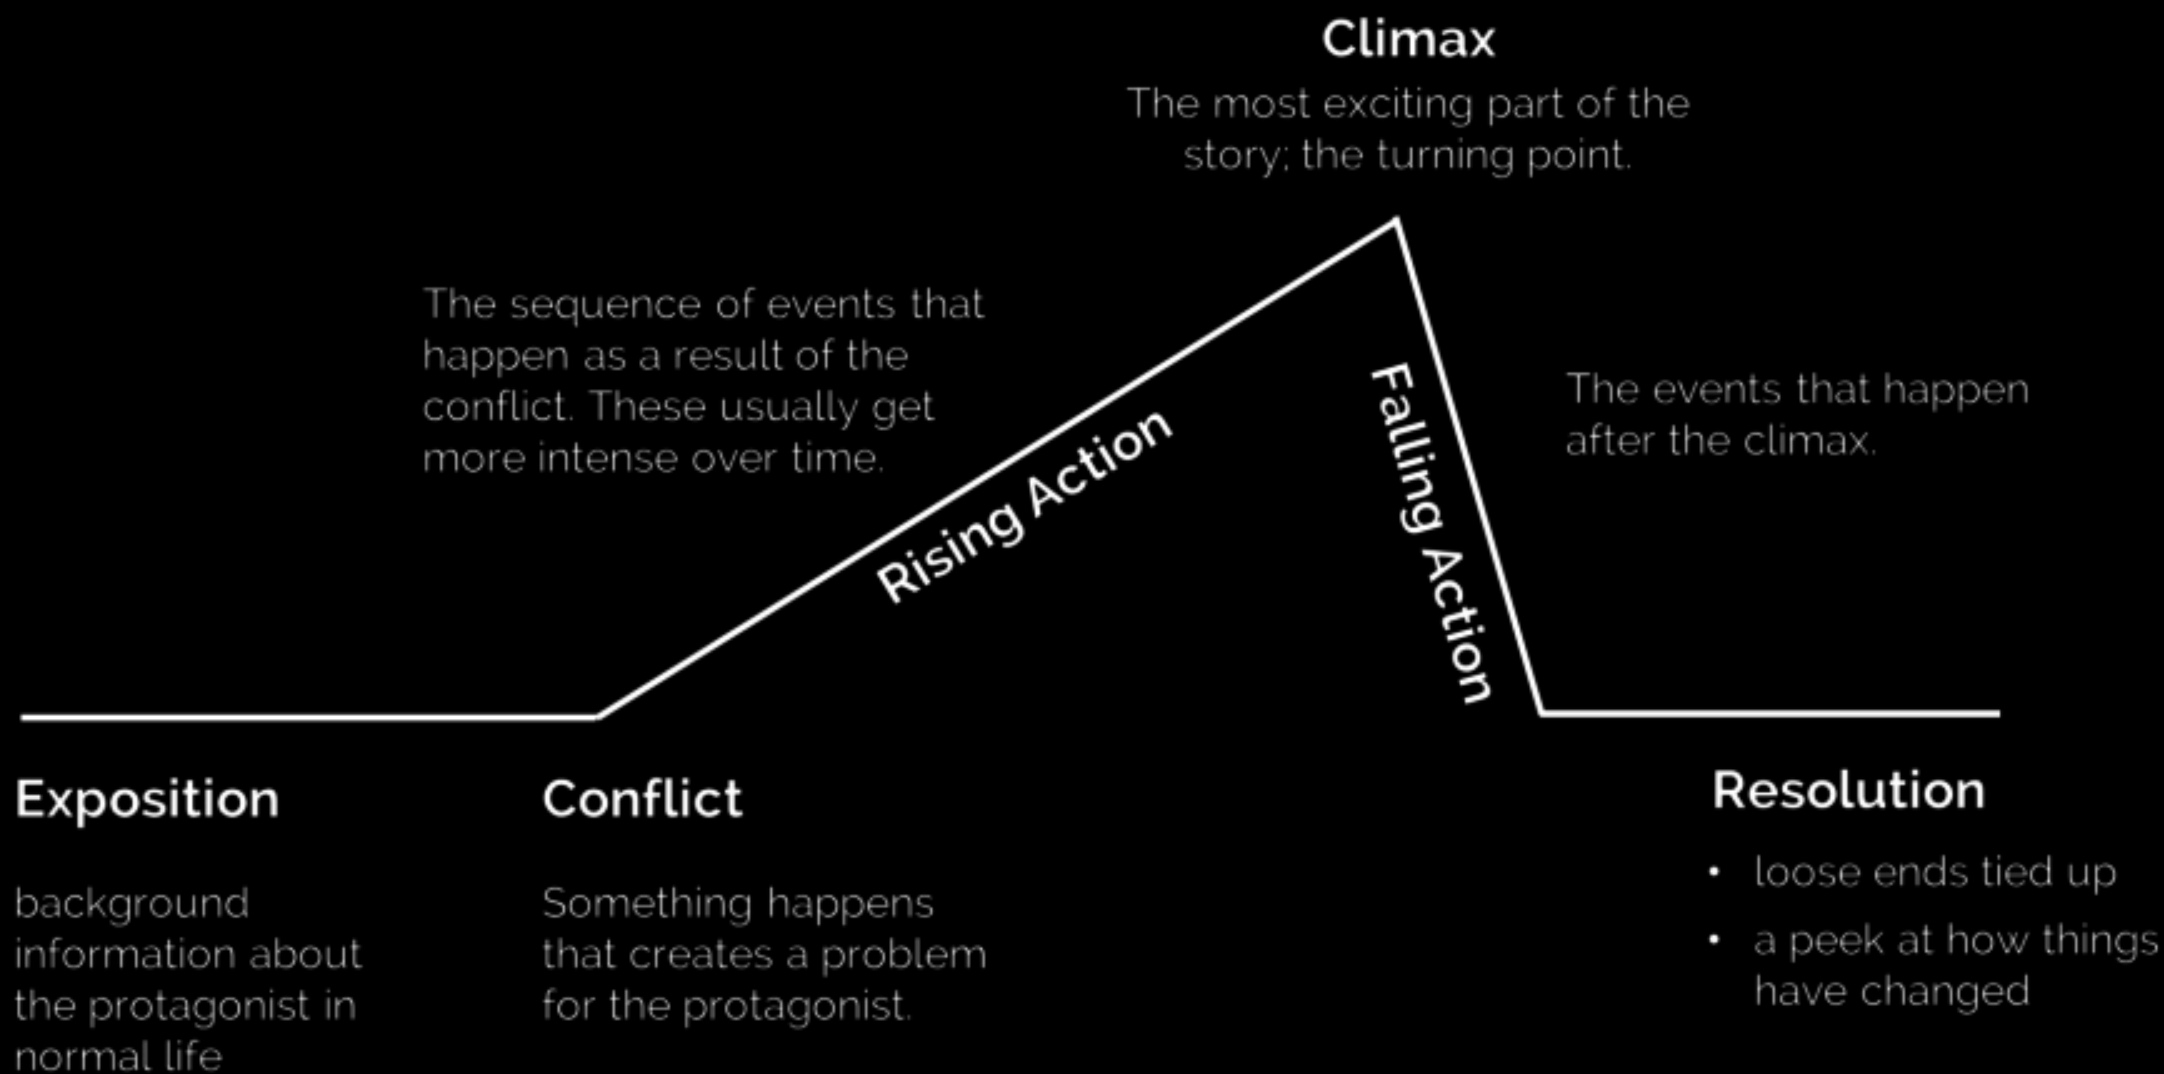 Climax
The most exciting part of the
story; the turning point.
The sequence of events that
happen as a result of the
conflict. These usually get
more intense over time.
Rising Action
Falling Action
The events that happen
after the climax.
Exposition
background
information about
the protagonist in
normal life
Conflict
Something happens
that creates a problem
for the protagonist.
Resolution
• loose ends tied up
• a peek at how things
have changed